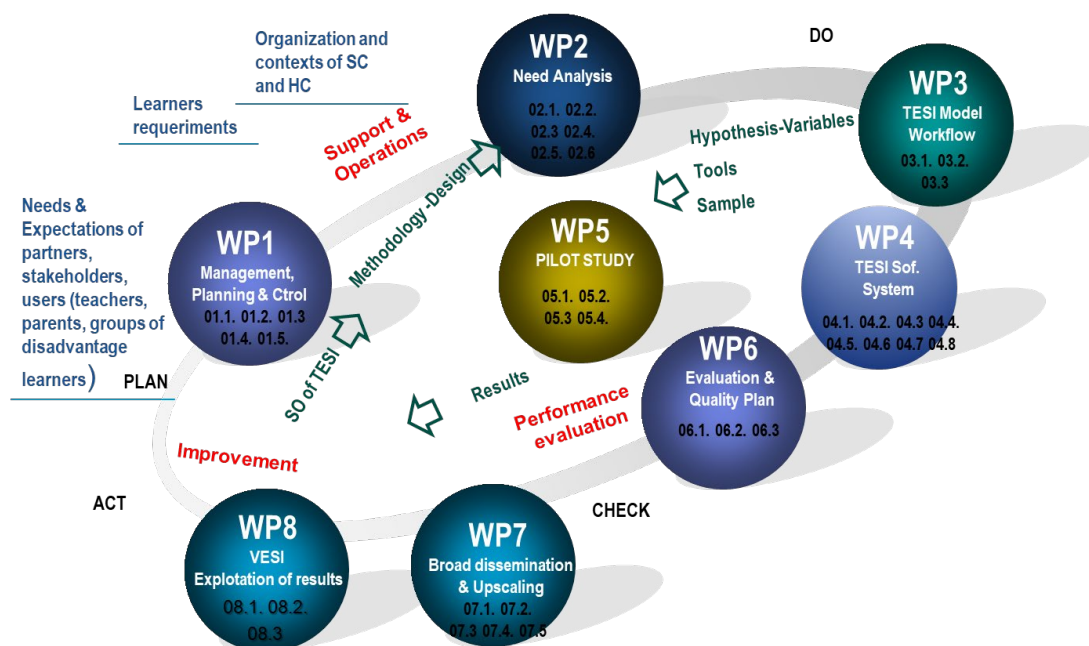 Organization and
contexts of SC
and HC
Learners
requeriments
Support &
Operations
Needs &
Expectations of
partners,
stakeholders,
users (teachers,
parents, groups of
disadvantage
learners)
PLAN
WP1
Management,
Planning & Ctrol
01.1. 01.2. 01.3
01.4. 01.5.
SO of TESI
Methodology -Design
WP2
Need Analysis
02.1. 02.2.
02.3 02.4.
02.5. 02.6
DO
Hypothesis-Variables
Tools
Sample
WP3
TESI Model
Workflow
03.1. 03.2.
03.3
WP4
TESI Sof.
System
04.1. 04.2. 04.3 04.4.
04.5. 04.6 04.7 04.8
WP5
PILOT STUDY
05.1. 05.2.
05.3 05.4.
WP6
Evaluation &
Quality Plan
06.1. 06.2. 06.3
Results
Performance
evaluation
Improvement
CHECK
ACT
WP7
Broad dissemination
& Upscaling
07.1. 07.2.
07.3 07.4. 07.5
WP8
VESI
Explotation of results
08.1. 08.2.
08.3